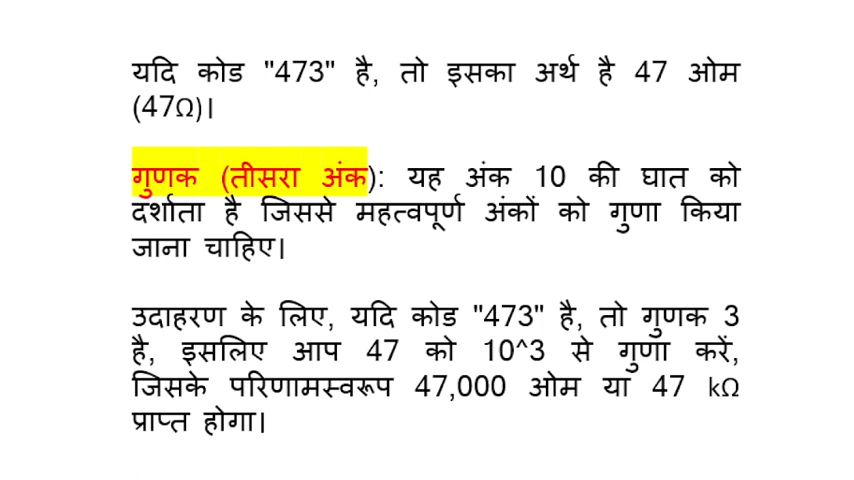 यदि कोड "473" है, तो इसका अर्थ है 47 ओम
(47Ω)।
गुणक (तीसरा अंक): यह अंक 10 की घात को
दर्शाता है जिससे महत्वपूर्ण अंकों को गुणा किया
जाना चाहिए।
उदाहरण के लिए, यदि कोड "473" है, तो गुणक 3
है, इसलिए आप 47 को 10^3 से गुणा करें,
जिसके परिणामस्वरूप 47,000 ओम या 47 kΩ
प्राप्त होगा।